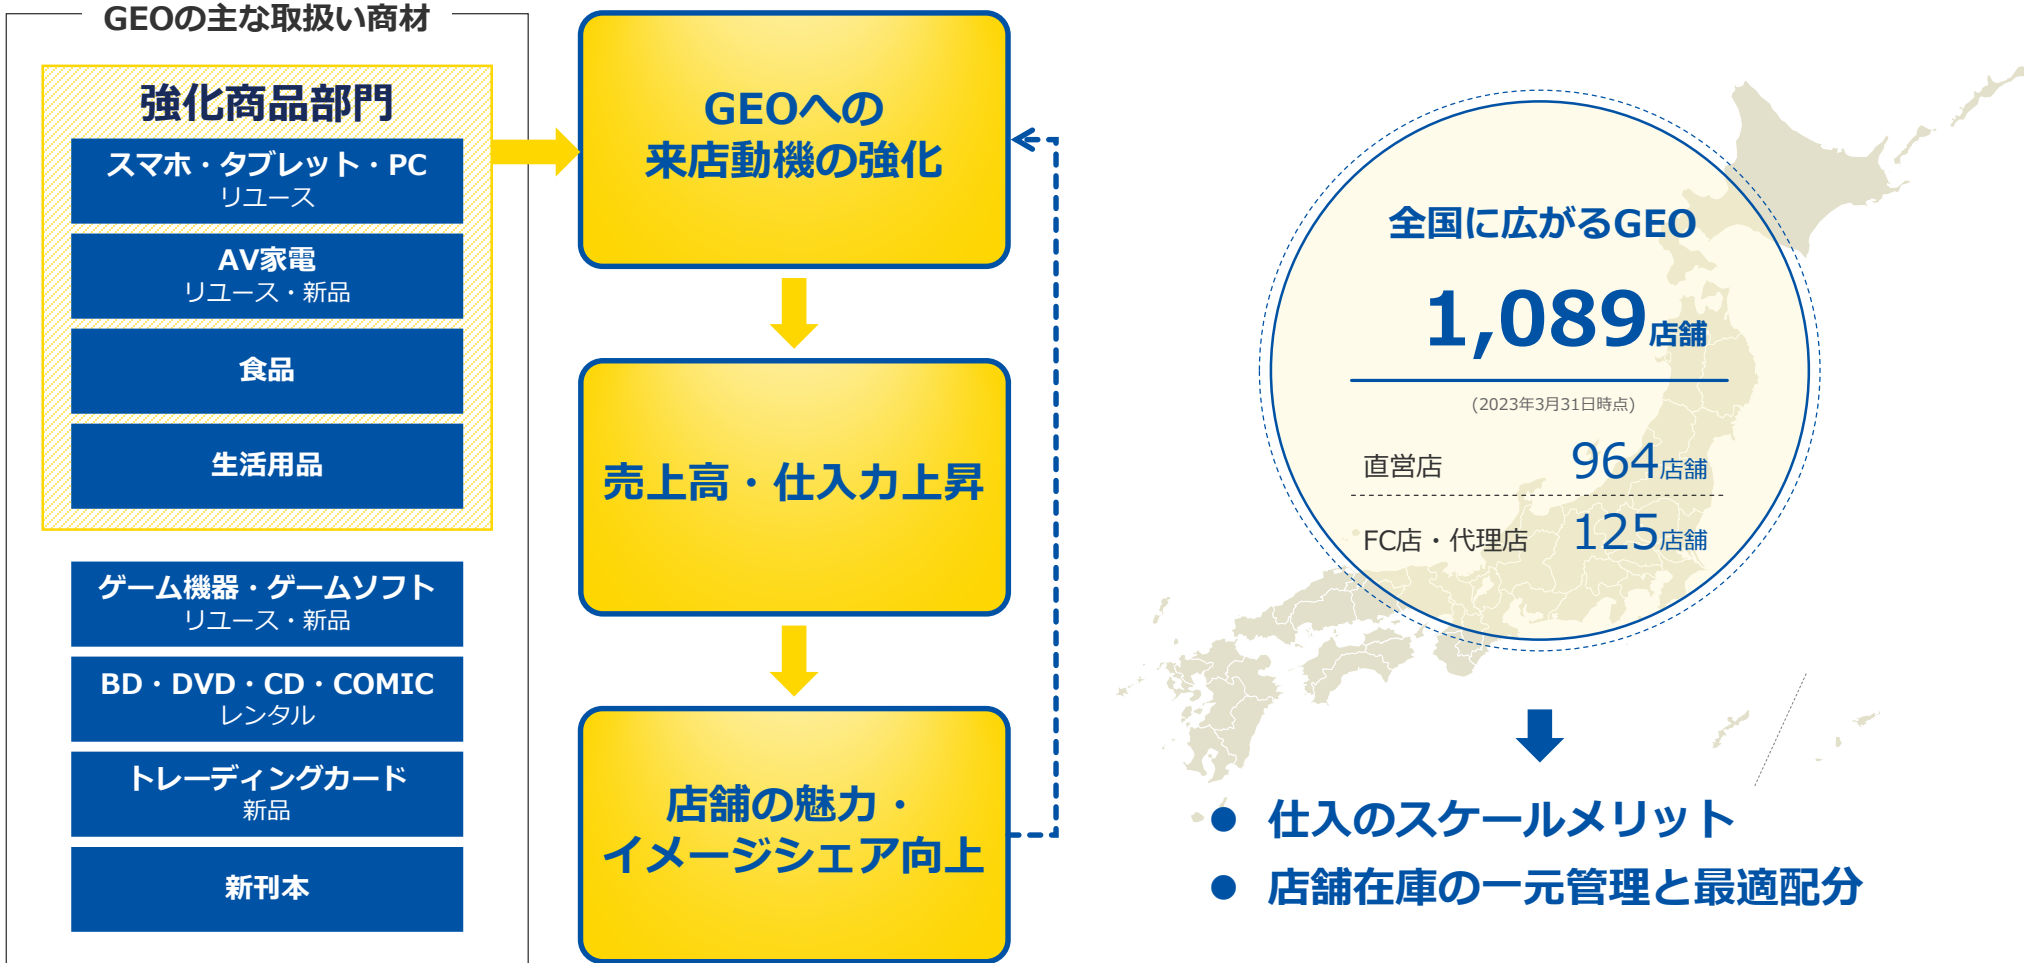 GEOの主な取扱い商材
強化商品部門
スマホ・タブレット・PC
リユース
AV家電
リユース・新品
食品
生活用品
ゲーム機器・ゲームソフト
リユース・新品
BD・DVD・CD・COMIC
レンタル
トレーディングカード
新品
新刊本
GEOへの
来店動機の強化
売上高・仕入力上昇
店舗の魅力・
イメージシェア向上
全国に広がるGEO
1,089店舗
(2023年3月31日時点)
直営店 964店舗
FC店・代理店 125店舗
● 仕入のスケールメリット
● 店舗在庫の一元管理と最適配分